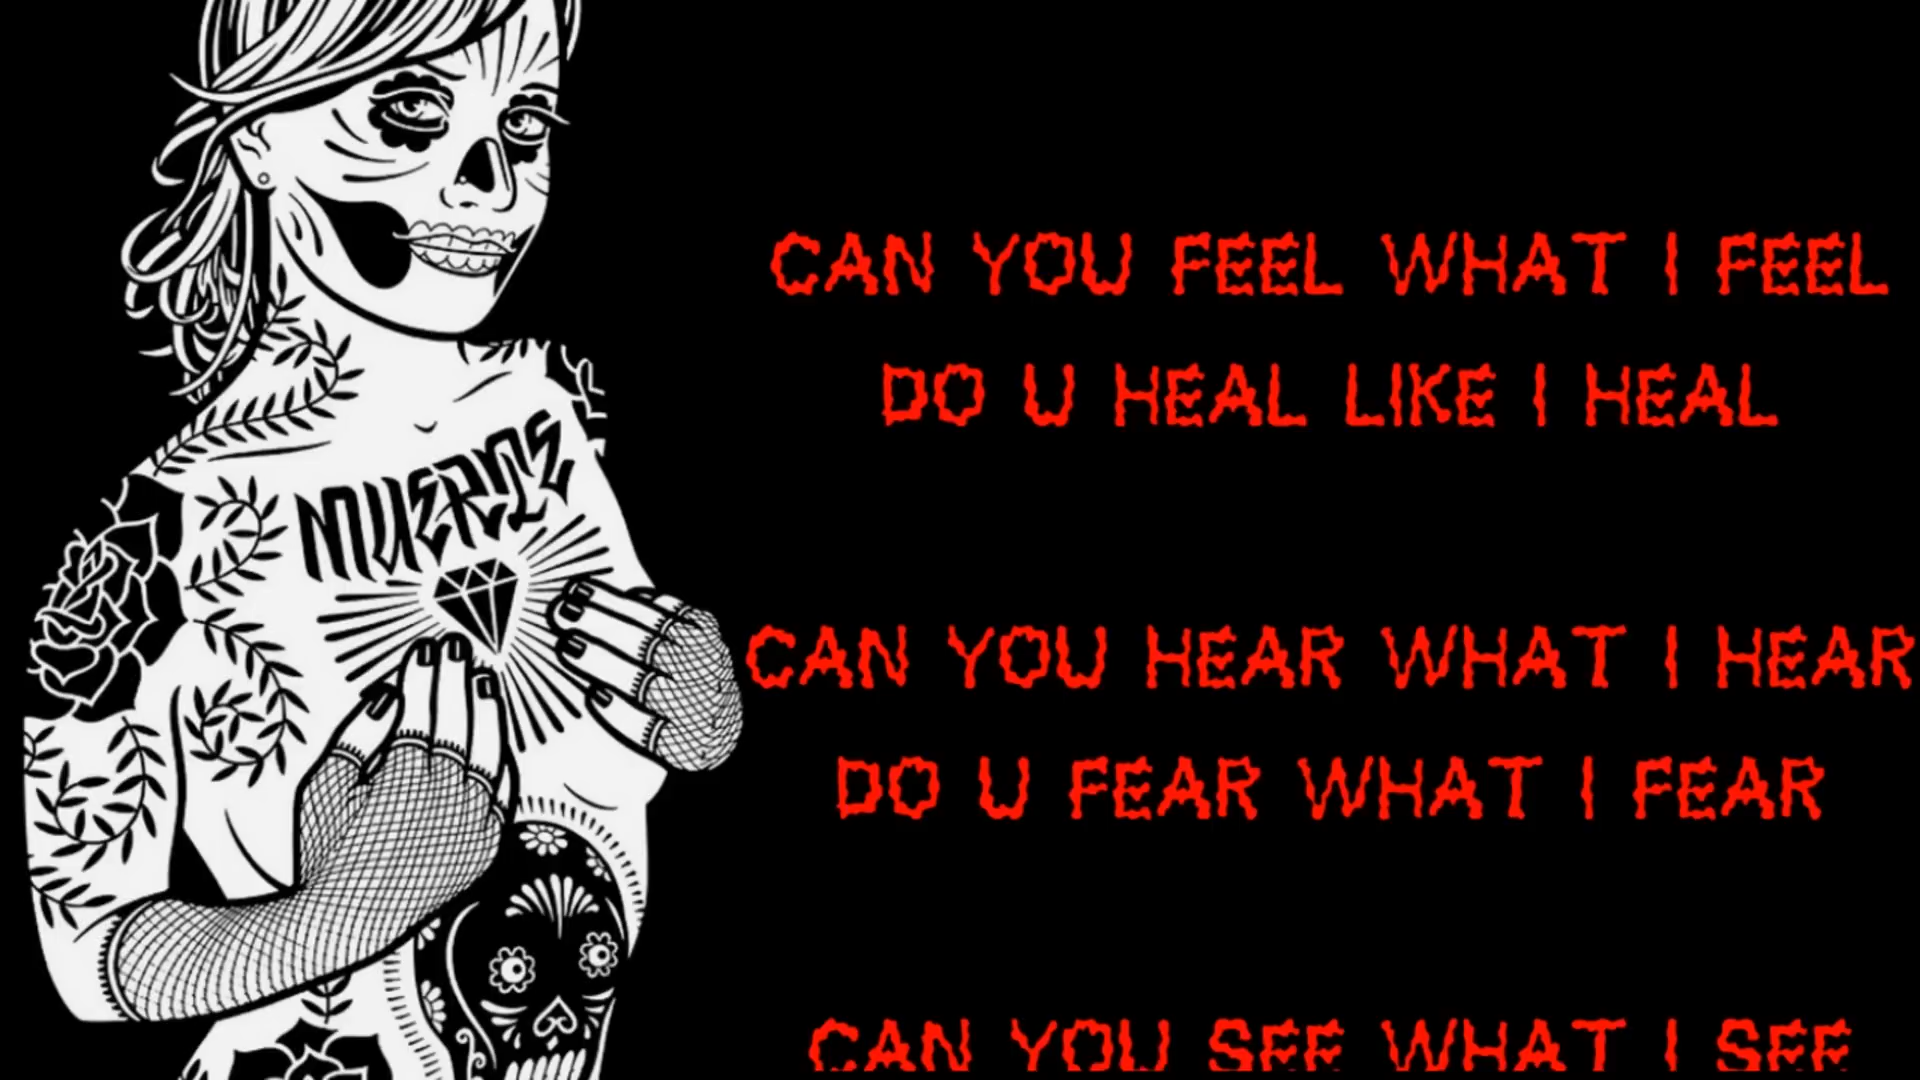 MUERTOS
CAN YOU FEEL WHAT I FEEL
DO U HEAL LIKE I HEAL
CAN YOU HEAR WHAT I HEAR
DO U FEAR WHAT I FEAR
CAN YOU SEE WHAT I SEE